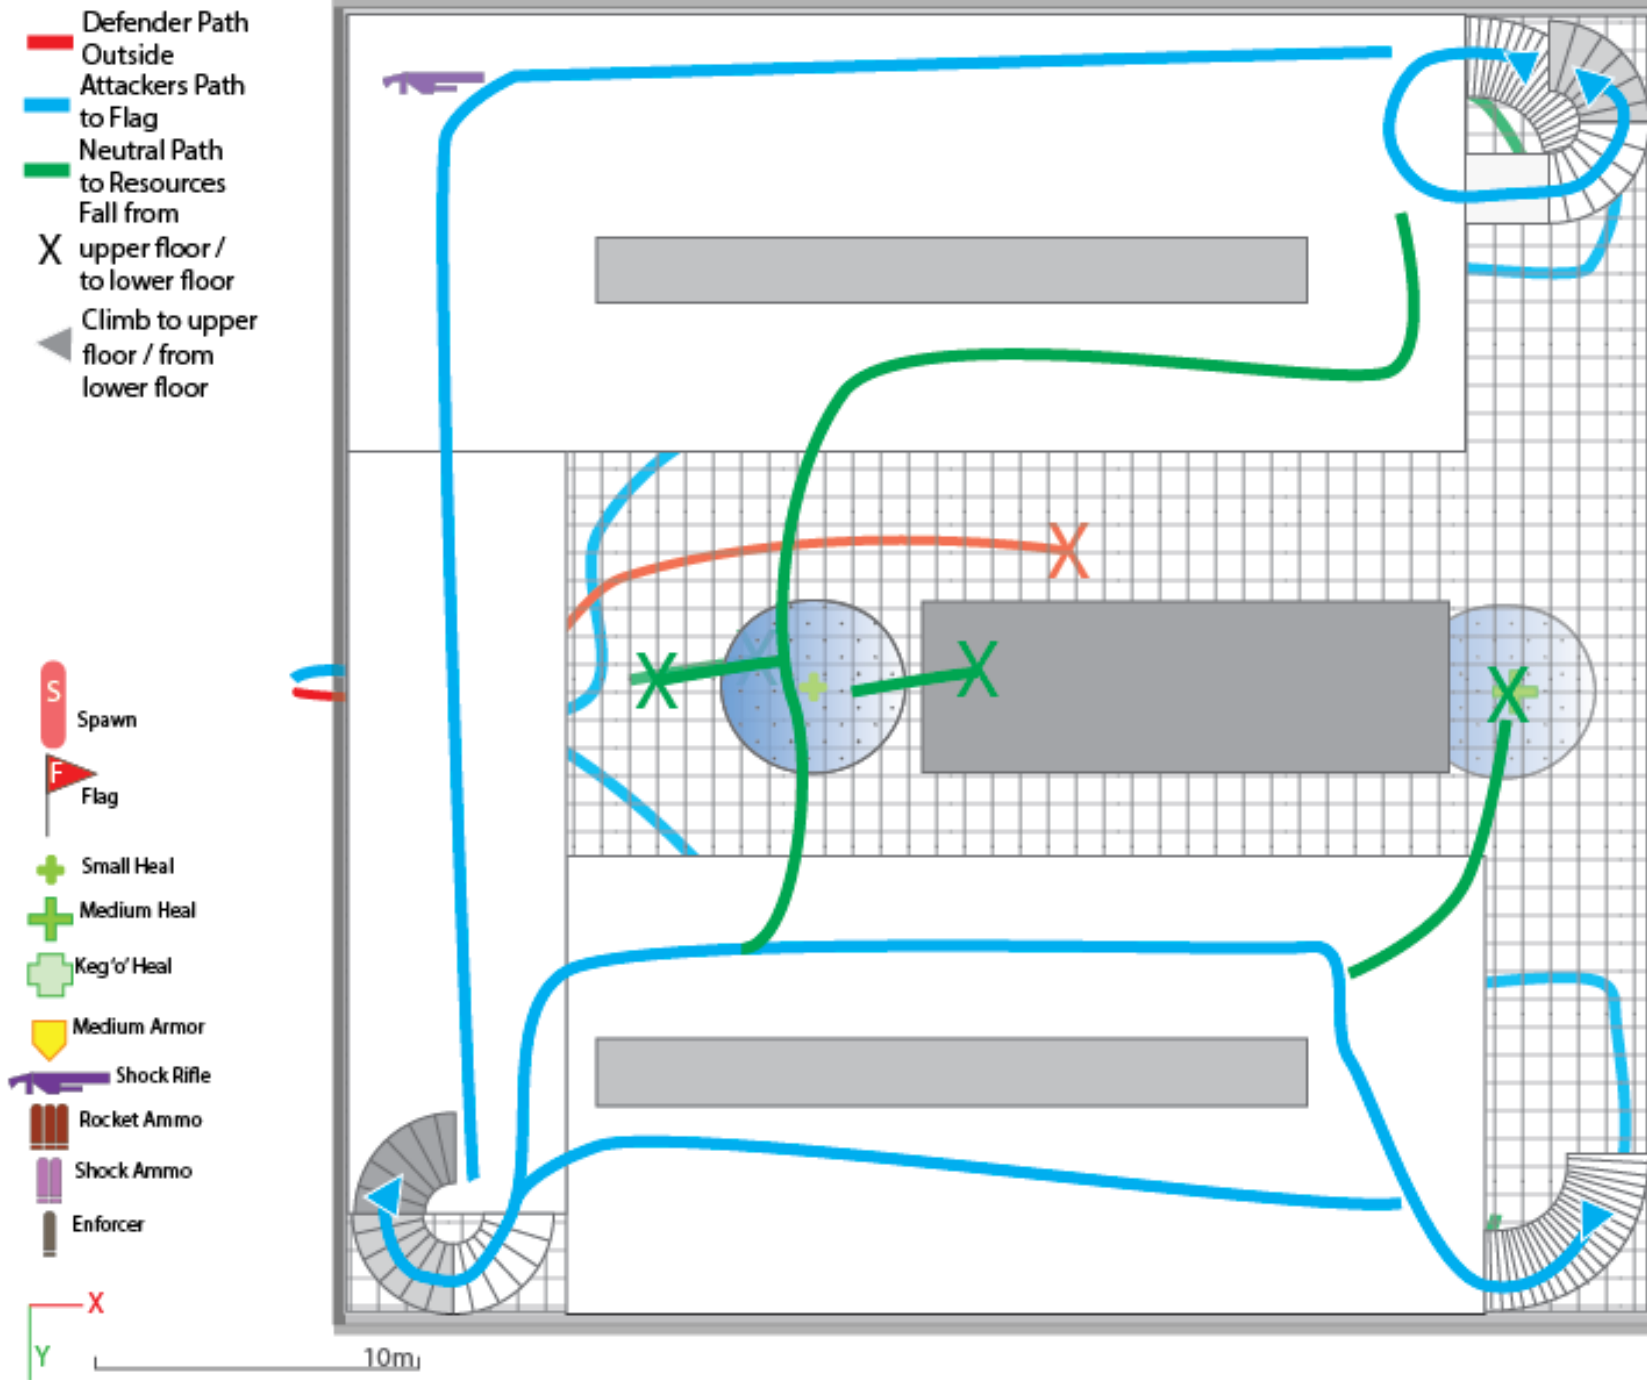 Defender Path
Outside
Attackers Path
to Flag
Neutral Path
to Resources
Fall from
X upper floor /
to lower floor
Climb to upper
floor / from
lower floor
X
X
X
X
S
Spawn
F
Flag
Small Heal
Medium Heal
Keg'o' Heal
Medium Armor
Shock Rifle
Rocket Ammo
Shock Ammo
Enforcer
X
Y
10m